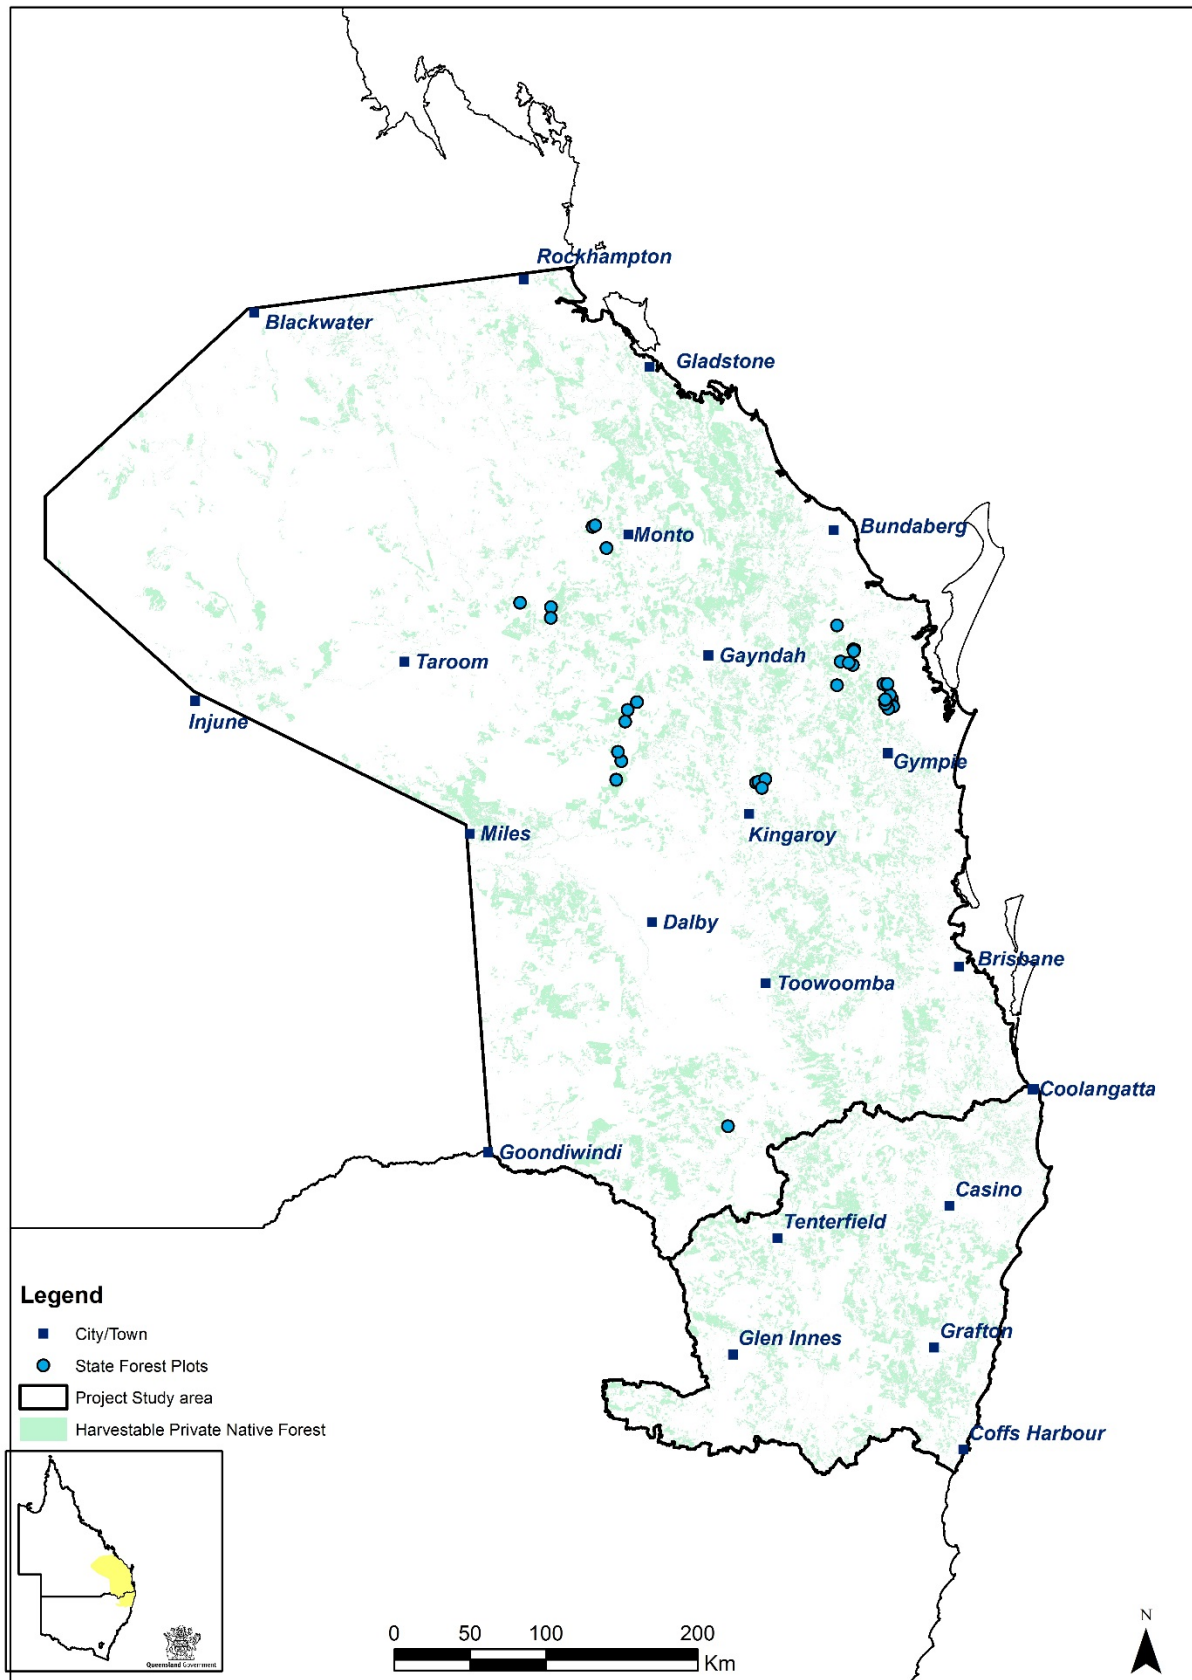 Rockhampton
Blackwater
Gladstone
Monto
Bundaberg
Taroom
Gayndah
Injune
Gympie
Miles
Kingaroy
Dalby
Brisbane
Toowoomba
Coolangatta
Goondiwindi
Casino
Tenterfield
Legend
City/Town
Grafton
Glen Innes
State Forest Plots
Project Study area
Harvestable Private Native Forest
Coffs Harbour
N
0 50 100 200
Km
Queensland Government